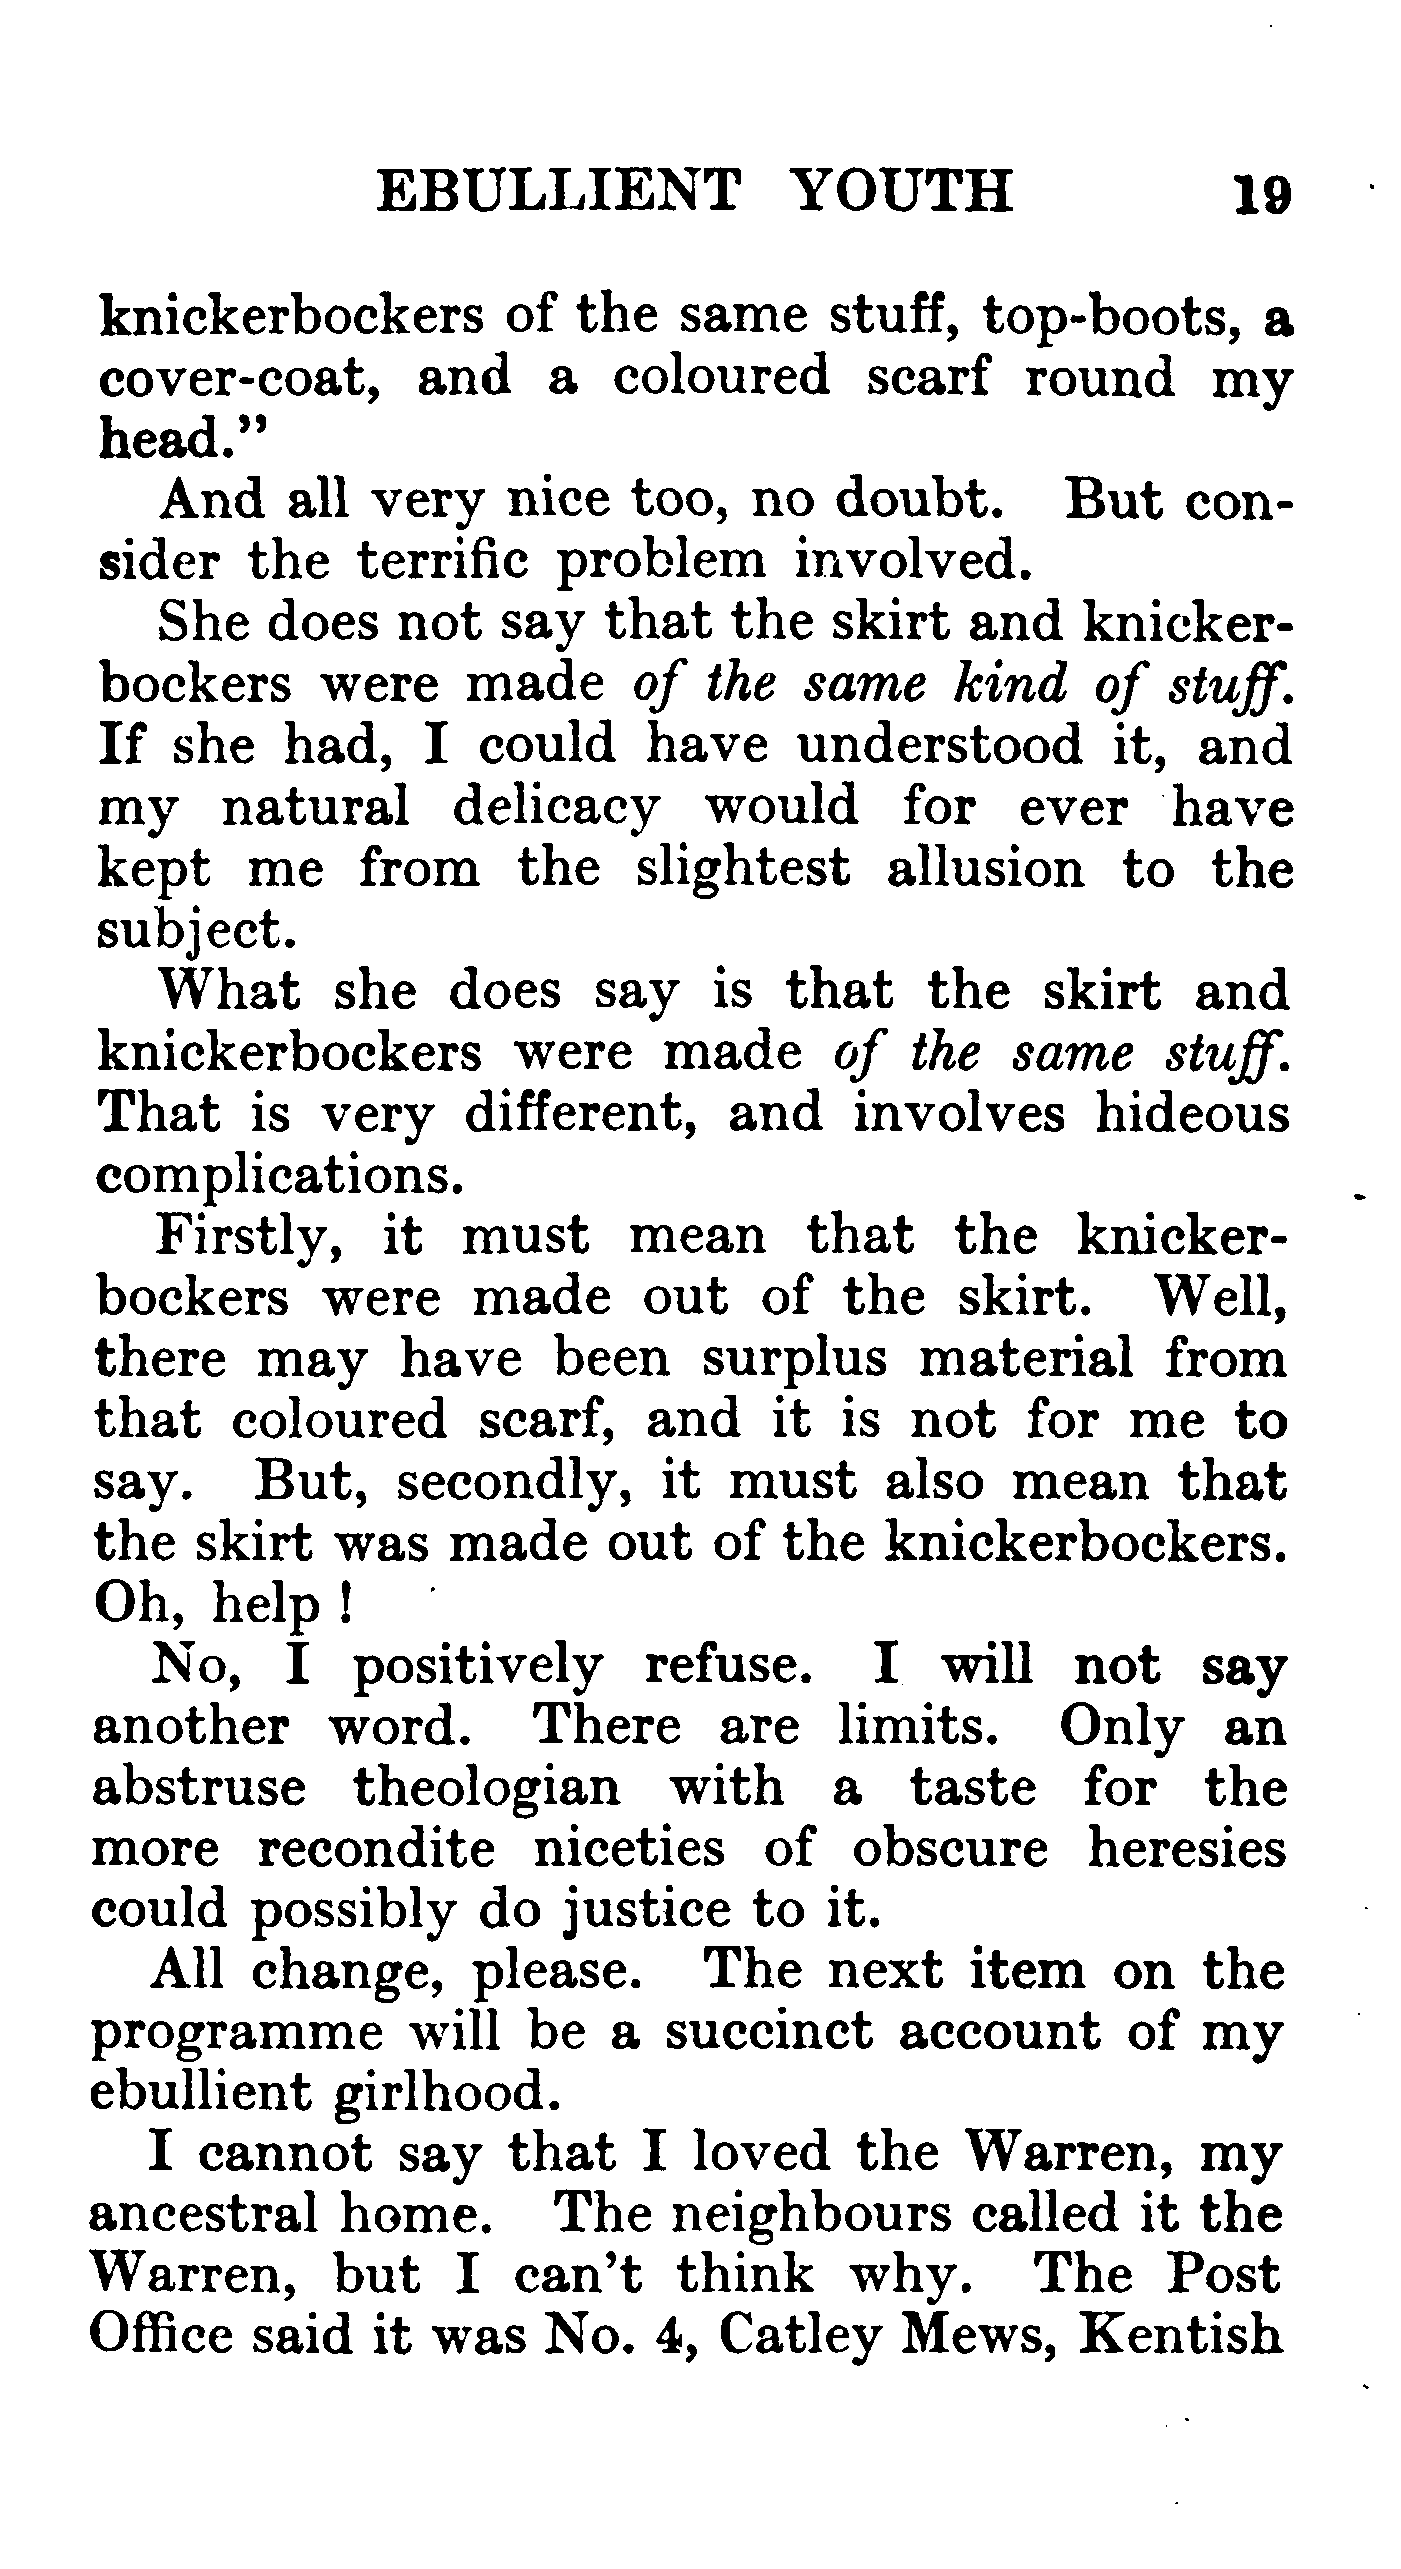 EBULLIENT YOUTH 19
knickerbockers of the same stuff, top-boots, a
cover-coat, and a coloured scarf round my
head.”
And all very nice too, no doubt. But con-
sider the terrific problem involved.
She does not say that the skirt and knicker-
bockers were made of the same kind of stuff.
If she had, I could have understood it, and
my natural delicacy would for ever have
kept me from the slightest allusion to the
subject.
What she does say is that the skirt and
knickerbockers were made of the same stuff.
That is very different, and involves hideous
complications.
Firstly, it must mean that the knicker-
bockers were made out of the skirt. Well,
there may have been surplus material from
that coloured scarf, and it is not for me to
say. But, secondly, it must also mean that
the skirt was made out of the knickerbockers.
Oh, help !
No, I positively refuse. I will not say
another word. There are limits. Only an
abstruse theologian with a taste for the
more recondite niceties of obscure heresies
could possibly do justice to it.
All change, please. The next item on the
programme will be a succinct account of my
ebullient girlhood.
I cannot say that I loved the Warren, my
ancestral home. The neighbours called it the
Warren, but I can’t think why. The Post
Office said it was No. 4, Catley Mews, Kentish